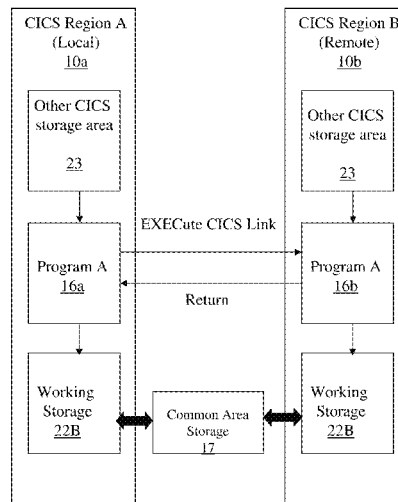 CICS Region A
(Local)
10a
Other CICS
storage area
23
Program A
16a
Working
Storage
22B
EXECute CICS Link
Return
Common Area
Storage
17
CICS Region B
(Remote)
10b
Other CICS
storage area
23
Program A
16b
Working
Storage
22B